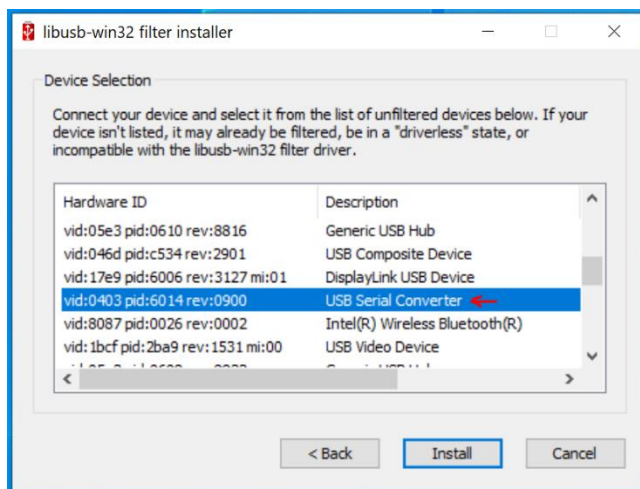 libusb-win32 filter installer
Device Selection
Connect your device and select it from the list of unfiltered devices below. If your
device isn't listed, it may already be filtered, be in a "driverless" state, or
incompatible with the libusb-win32 filter driver.
Hardware ID Description
vid:05e3 pid:0610 rev:8816 Generic USB Hub
vid:046d pid:c534 rev:2901 USB Composite Device
vid:17e9 pid:6006 rev:3127 mi:01 DisplayLink USB Device
vid:0403 pid:6014 rev:0900 USB Serial Converter
vid:8087 pid:0026 rev:0002 Intel(R) Wireless Bluetooth(R)
vid:1bcf pid:2ba9 rev:1531 mi:00 USB Video Device
< Back Install Cancel